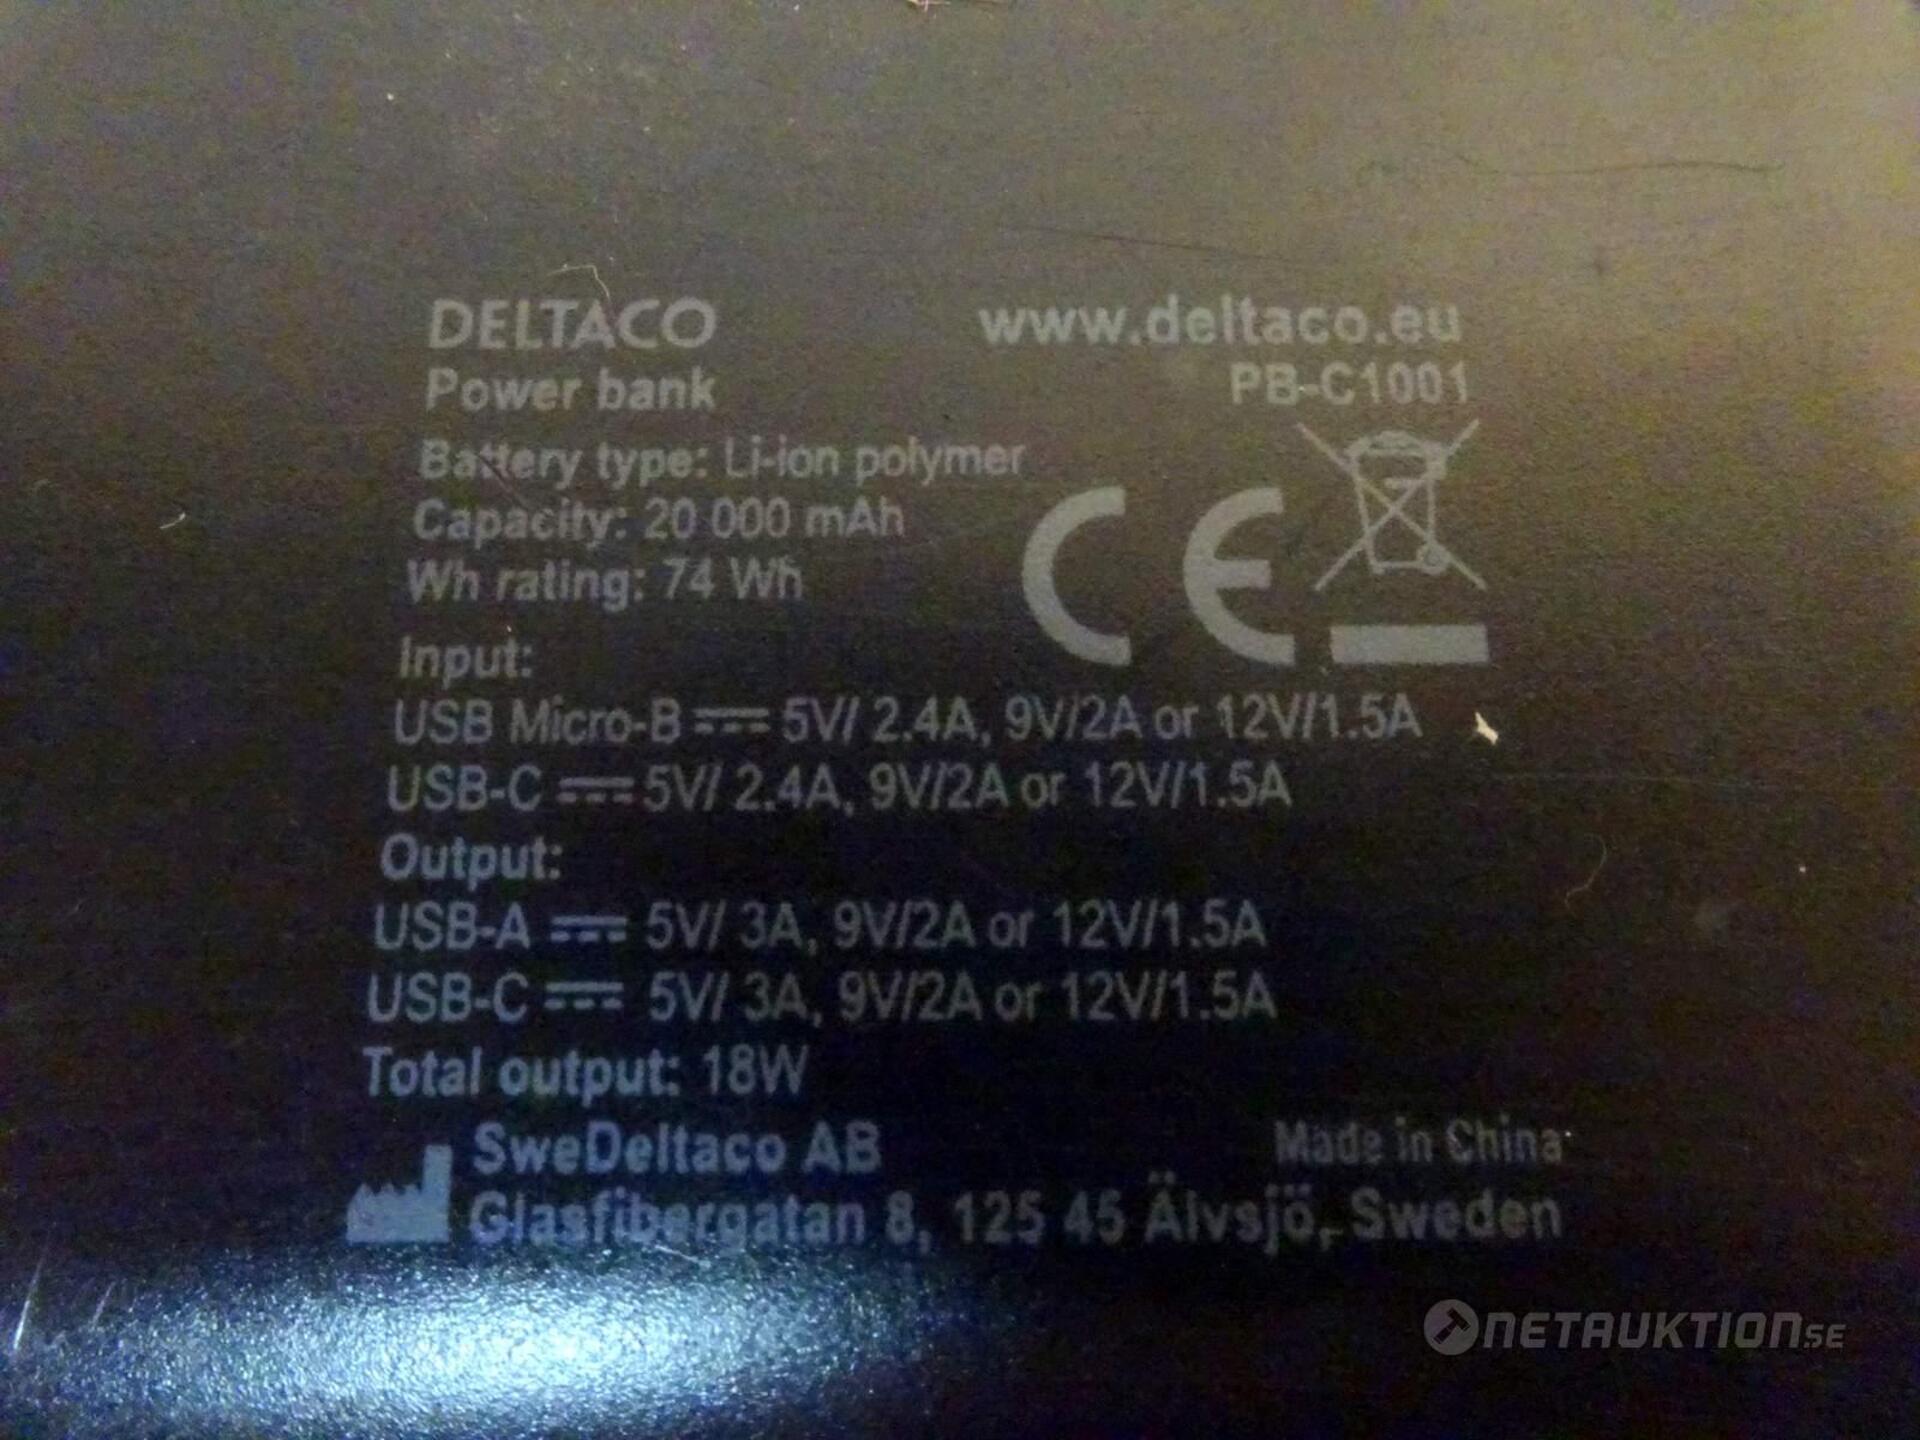 DELTACO
www.deltaco.eu
Power bank
PB-C1001
Battery type: Li-ion polymer
Capacity: 20 000 mAh
Wh rating: 74 Wh
CE
Input:
USB Micro-B ⎓ 5V/ 2.4A, 9V/2A or 12V/1.5A
USB-C ⎓ 5V/ 2.4A, 9V/2A or 12V/1.5A
Output:
USB-A ⎓ 5V/ 3A, 9V/2A or 12V/1.5A
USB-C ⎓ 5V/ 3A, 9V/2A or 12V/1.5A
Total output: 18W
SweDeltaco AB
Made in China
Glasfibergatan 8, 125 45 Älvsjö, Sweden
NETAUKTION.SE